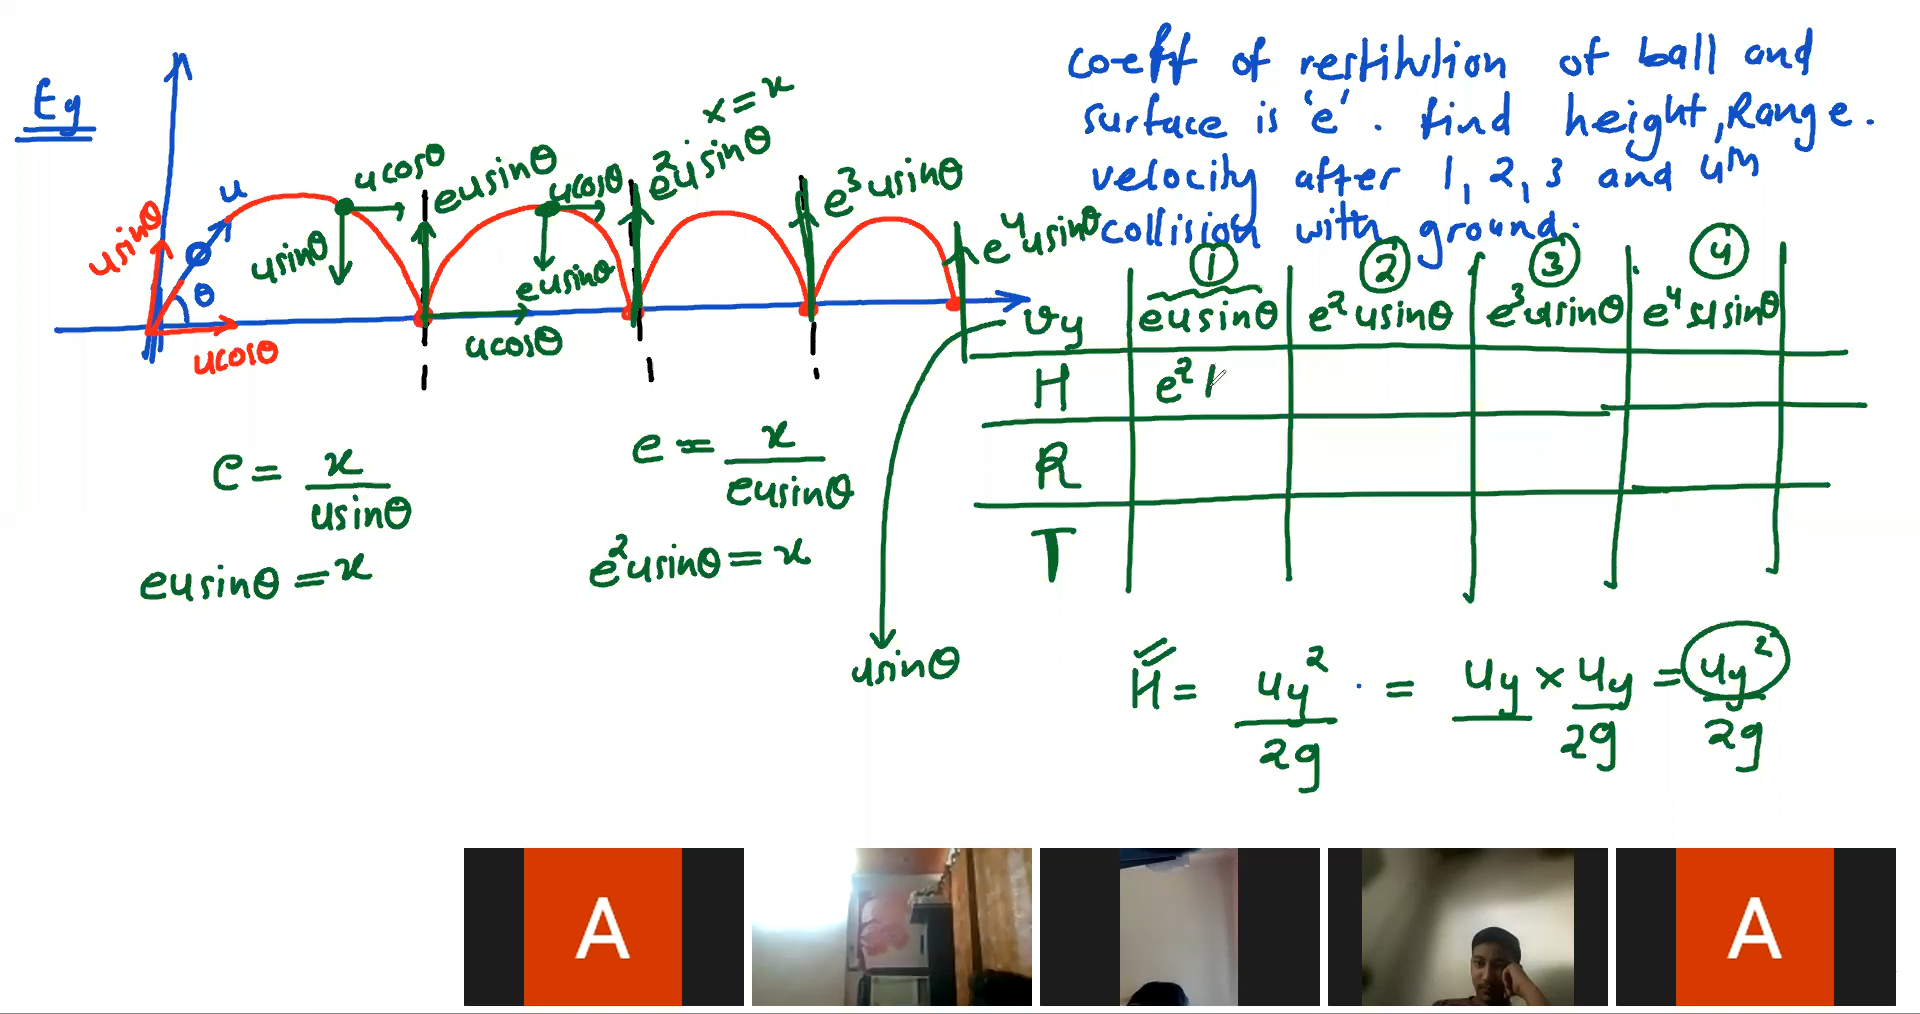 Eg
coeff of restitution of ball and
surface is 'e'. find height, Range.
velocity after 1, 2, 3 and 4th
collision with ground.
u
usinθ
θ
ucosθ
ucosθ
usinθ
eusinθ
ucosθ
ucosθ
eusinθ
e²usinθ
x = x
e³usinθ
e⁴usinθ
① ② ③ ④
vy eusinθ e²usinθ e³usinθ e⁴usinθ
H e²
R
T
e = x / usinθ
eusinθ = x
e = x / eusinθ
e²usinθ = x
usinθ
H = uy² / 2g = uy × uy / 2g = uy² / 2g
A
A